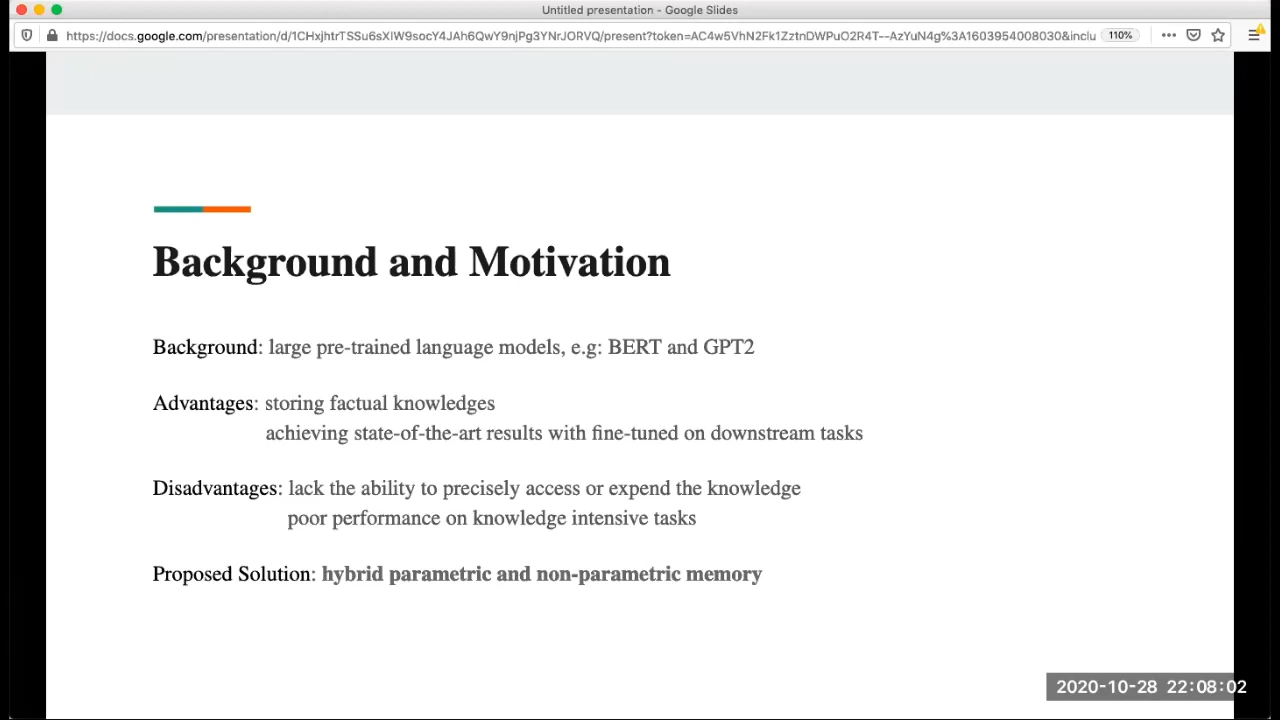 Untitled presentation - Google Slides
https://docs.google.com/presentation/d/1CHxjhtrTSSu6sXIW9socY4JAh6QwY9njPg3YNrJORVQ/present?token=AC4w5VhN2Fk1ZztnDWPuO2R4T--AzYuN4g%3A1603954008030&inclu 110%
Background and Motivation
Background: large pre-trained language models, e.g: BERT and GPT2
Advantages: storing factual knowledges
achieving state-of-the-art results with fine-tuned on downstream tasks
Disadvantages: lack the ability to precisely access or expend the knowledge
poor performance on knowledge intensive tasks
Proposed Solution: hybrid parametric and non-parametric memory
2020-10-28 22:08:02